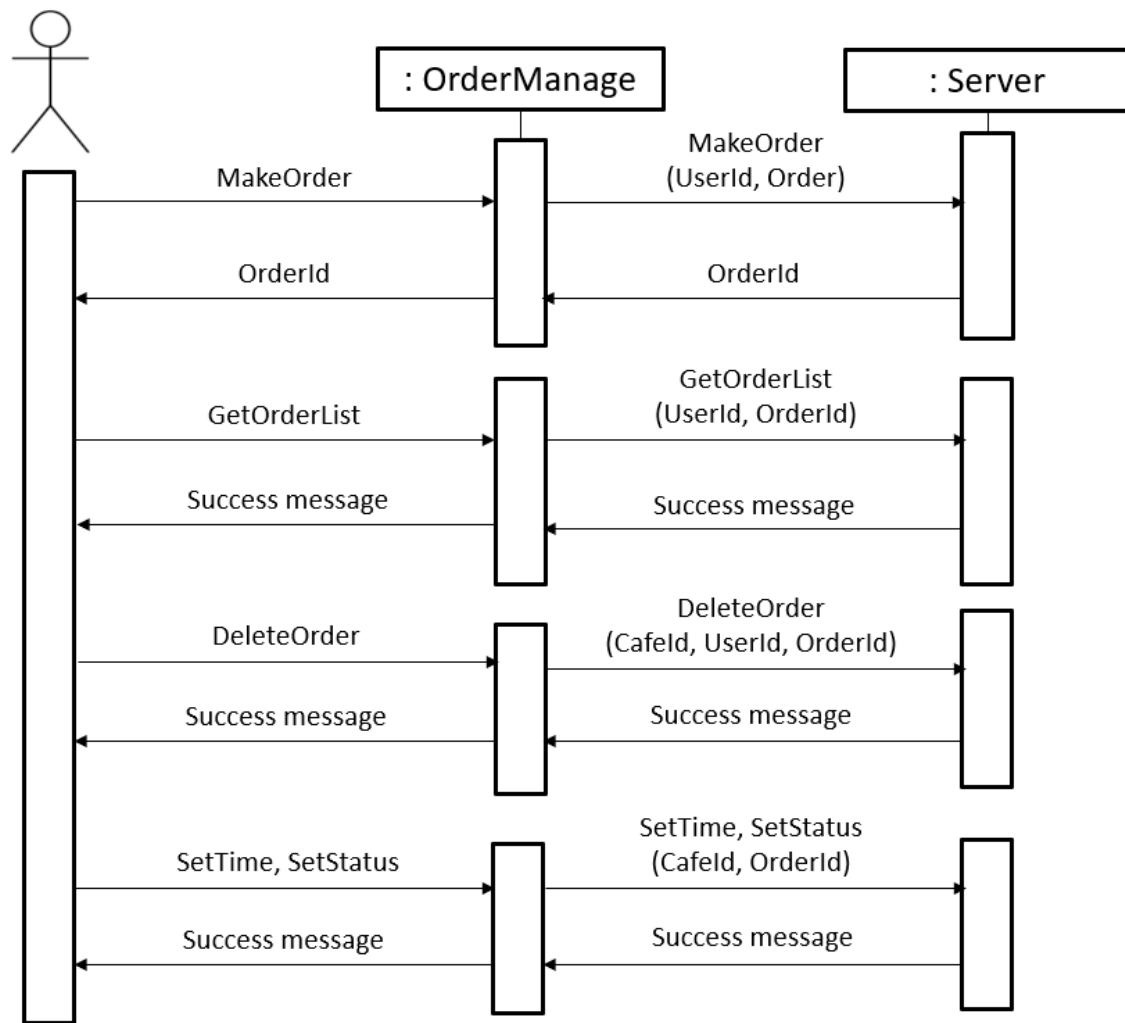 : OrderManage
: Server
MakeOrder
MakeOrder
(UserId, Order)
OrderId
OrderId
GetOrderList
GetOrderList
(UserId, OrderId)
Success message
Success message
DeleteOrder
DeleteOrder
(CafeId, UserId, OrderId)
Success message
Success message
SetTime, SetStatus
SetTime, SetStatus
(CafeId, OrderId)
Success message
Success message